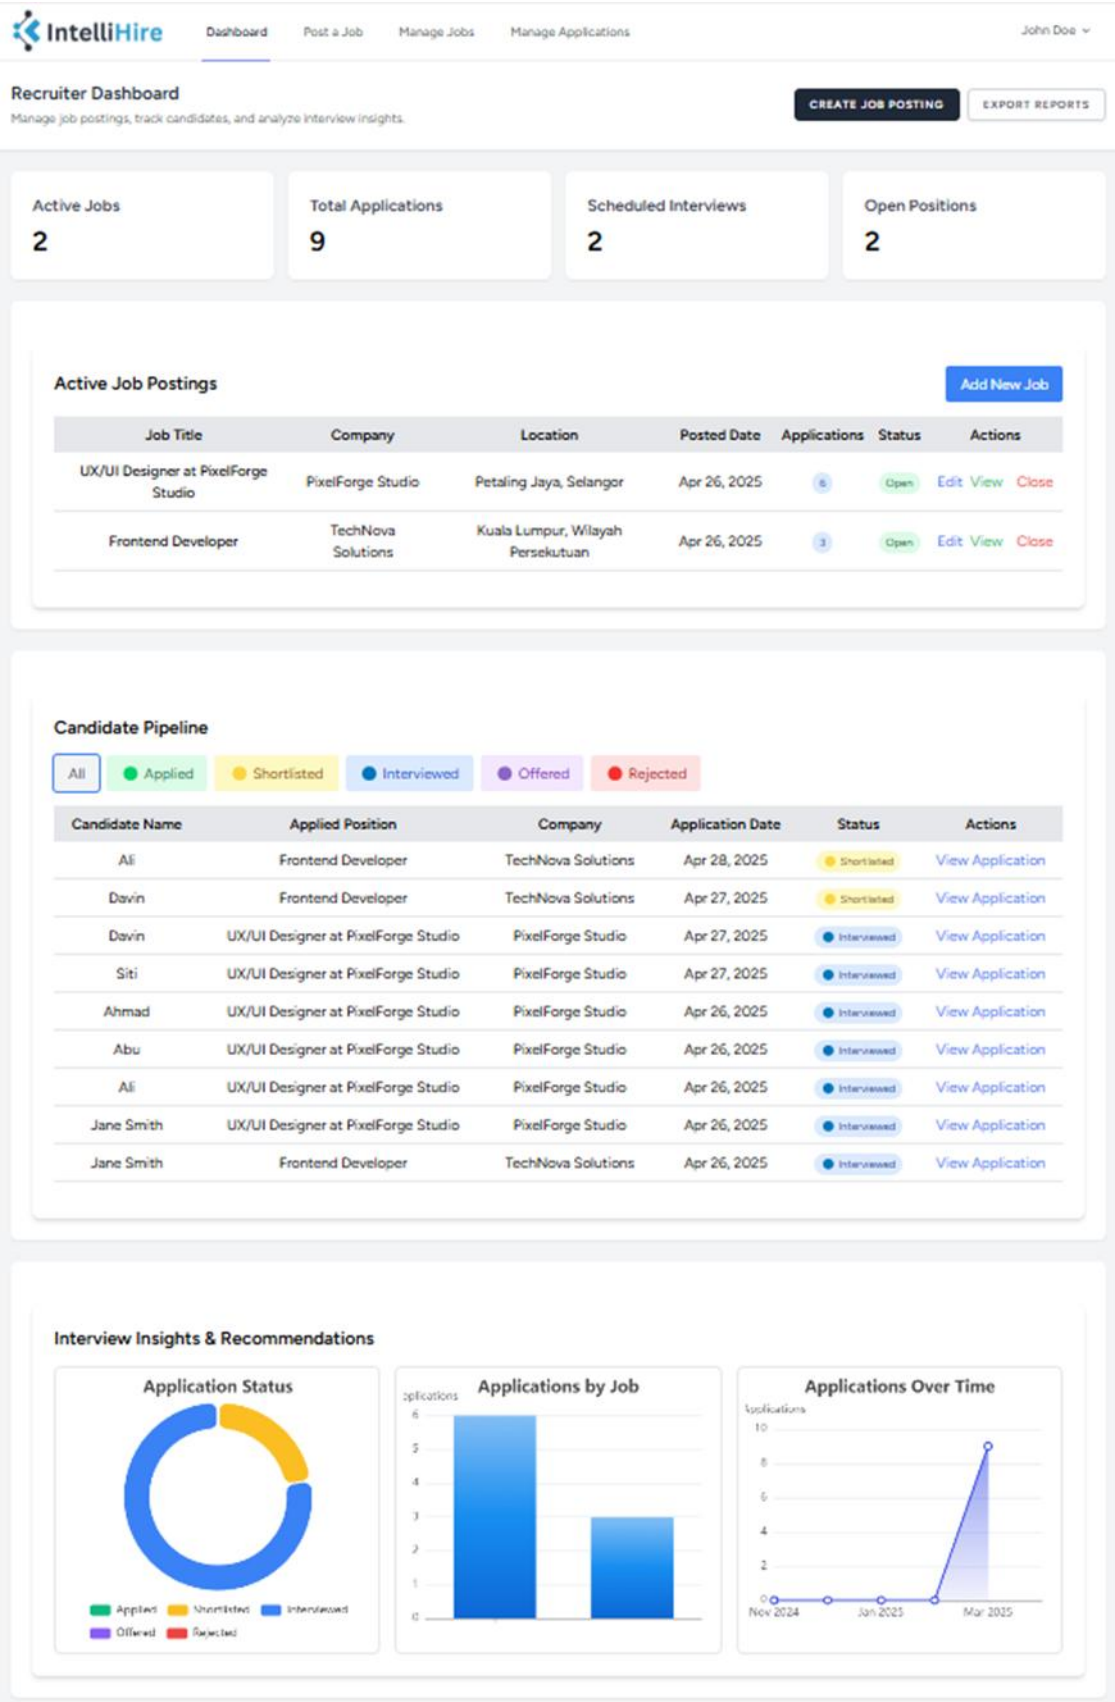 IntelliHire Dashboard Post a Job Manage Jobs Manage Applications John Doe
Recruiter Dashboard
Manage job postings, track candidates, and analyze interview insights.
CREATE JOB POSTING EXPORT REPORTS
Active Jobs Total Applications Scheduled Interviews Open Positions
2 9 2 2
Active Job Postings Add New Job
Job Title Company Location Posted Date Applications Status Actions
UX/UI Designer at PixelForge Studio PixelForge Studio Petaling Jaya, Selangor Apr 26, 2025 6 Open Edit View Close
Frontend Developer TechNova Solutions Kuala Lumpur, Wilayah Persekutuan Apr 26, 2025 3 Open Edit View Close
Candidate Pipeline
All Applied Shortlisted Interviewed Offered Rejected
Candidate Name Applied Position Company Application Date Status Actions
Ali Frontend Developer TechNova Solutions Apr 28, 2025 Shortlisted View Application
Davin Frontend Developer TechNova Solutions Apr 27, 2025 Shortlisted View Application
Davin UX/UI Designer at PixelForge Studio PixelForge Studio Apr 27, 2025 Interviewed View Application
Siti UX/UI Designer at PixelForge Studio PixelForge Studio Apr 27, 2025 Interviewed View Application
Ahmad UX/UI Designer at PixelForge Studio PixelForge Studio Apr 26, 2025 Interviewed View Application
Abu UX/UI Designer at PixelForge Studio PixelForge Studio Apr 26, 2025 Interviewed View Application
Ali UX/UI Designer at PixelForge Studio PixelForge Studio Apr 26, 2025 Interviewed View Application
Jane Smith UX/UI Designer at PixelForge Studio PixelForge Studio Apr 26, 2025 Interviewed View Application
Jane Smith Frontend Developer TechNova Solutions Apr 26, 2025 Interviewed View Application
Interview Insights & Recommendations
Application Status
Applied Shortlisted Interviewed
Offered Rejected
Applications by Job
pplications
6
5
4
3
2
1
0
Applications Over Time
Applications
10
8
6
4
2
0
Nov 2024 Jan 2025 Mar 2025